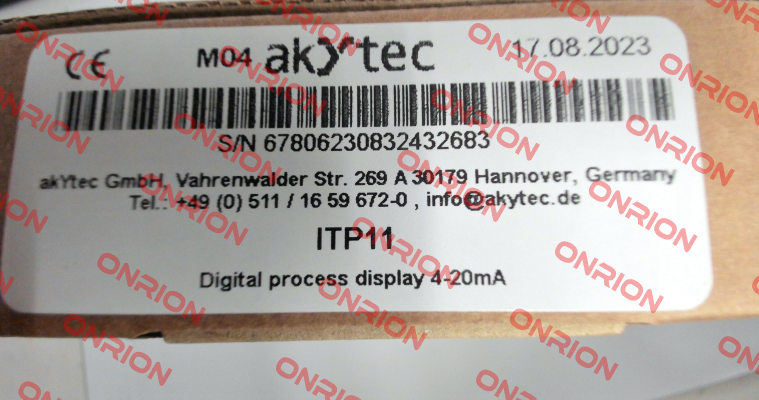 CE M04 akYtec 17.08.2023
S/N 67806230832432683
akYtec GmbH, Vahrenwalder Str. 269 A 30179 Hannover, Germany
Tel.: +49 (0) 511 / 16 59 672-0 , info@akytec.de
ITP11
Digital process display 4-20mA
ONRION